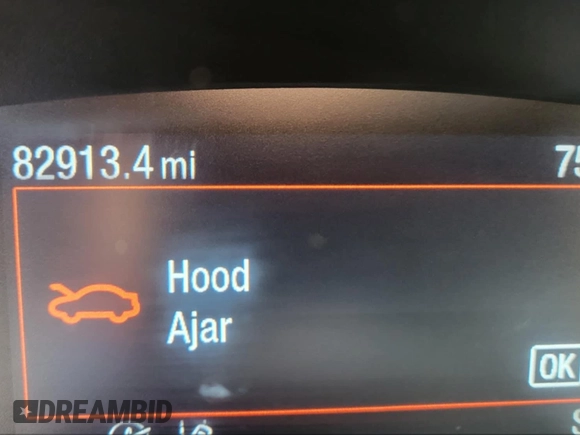 82913.4 mi
75
Hood
Ajar
OK
DREAMBID